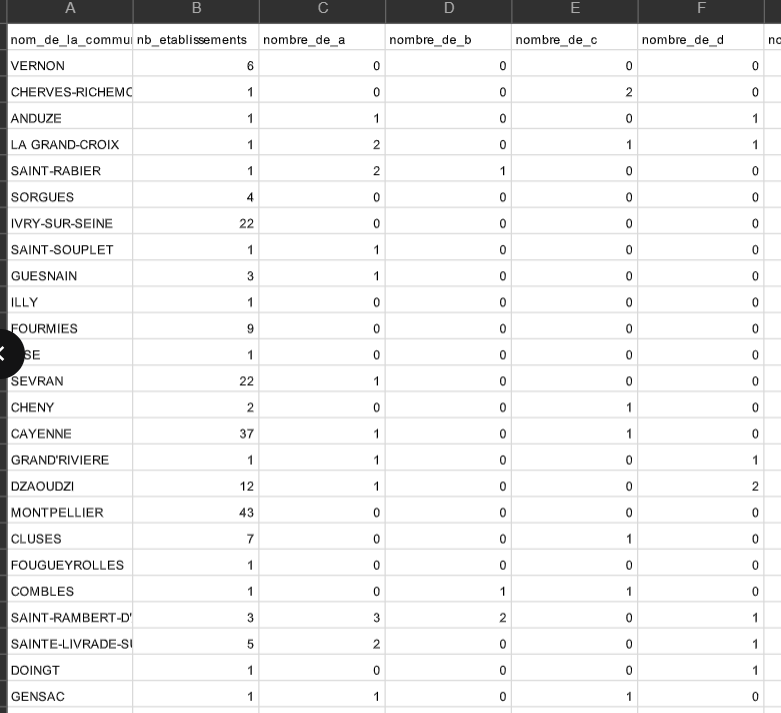 A B C D E F
nom_de_la_commu nb_etablissements nombre_de_a nombre_de_b nombre_de_c nombre_de_d no
VERNON 6 0 0 0 0
CHERVES-RICHEMO 1 0 0 2 0
ANDUZE 1 1 0 0 1
LA GRAND-CROIX 1 2 0 1 1
SAINT-RABIER 1 2 1 0 0
SORGUES 4 0 0 0 0
IVRY-SUR-SEINE 22 0 0 0 0
SAINT-SOUPLET 1 1 0 0 0
GUESNAIN 3 1 0 0 0
ILLY 1 0 0 0 0
FOURMIES 9 0 0 0 0
SE 1 0 0 0 0
SEVRAN 22 1 0 0 0
CHENY 2 0 0 1 0
CAYENNE 37 1 0 1 0
GRAND'RIVIERE 1 1 0 0 1
DZAOUDZI 12 1 0 0 2
MONTPELLIER 43 0 0 0 0
CLUSES 7 0 0 1 0
FOUGUEYROLLES 1 0 0 0 0
COMBLES 1 0 1 1 0
SAINT-RAMBERT-D' 3 3 2 0 1
SAINTE-LIVRADE-SU 5 2 0 0 1
DOINGT 1 0 0 0 1
GENSAC 1 1 0 1 0